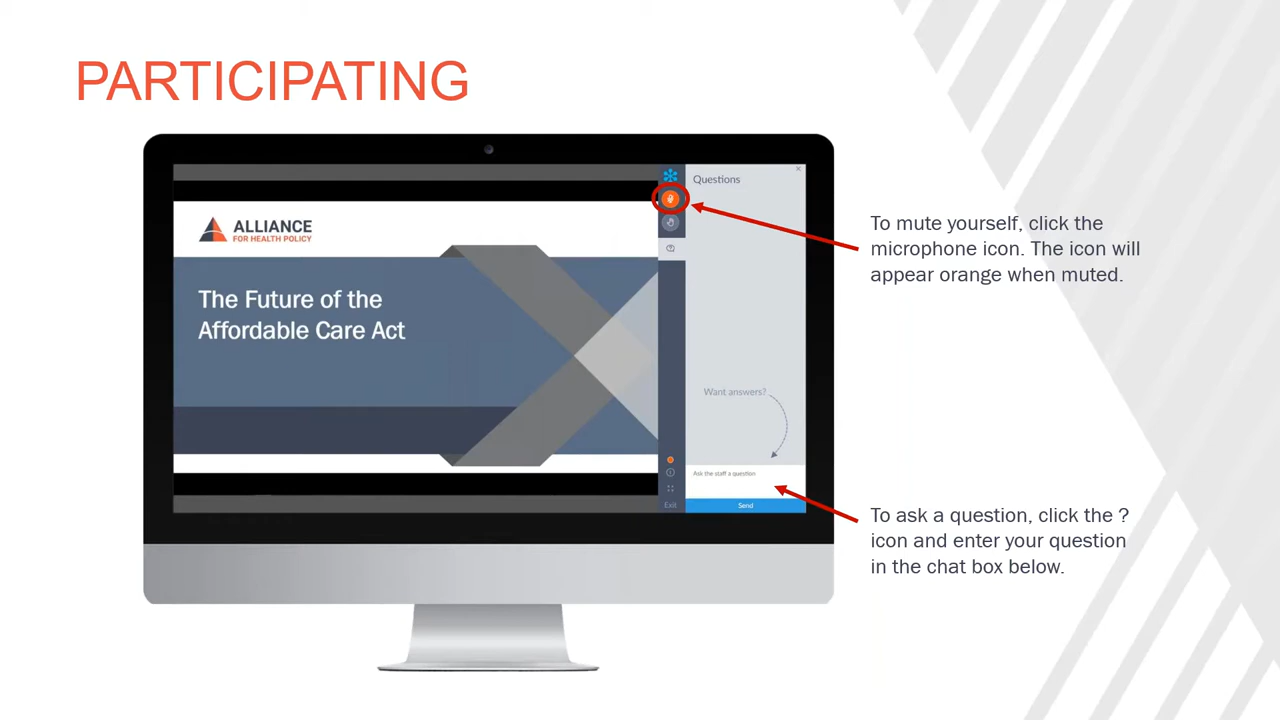 PARTICIPATING
ALLIANCE
FOR HEALTH POLICY
The Future of the
Affordable Care Act
Questions
Want answers?
Ask the staff a question
Send
Exit
To mute yourself, click the
microphone icon. The icon will
appear orange when muted.
To ask a question, click the ?
icon and enter your question
in the chat box below.